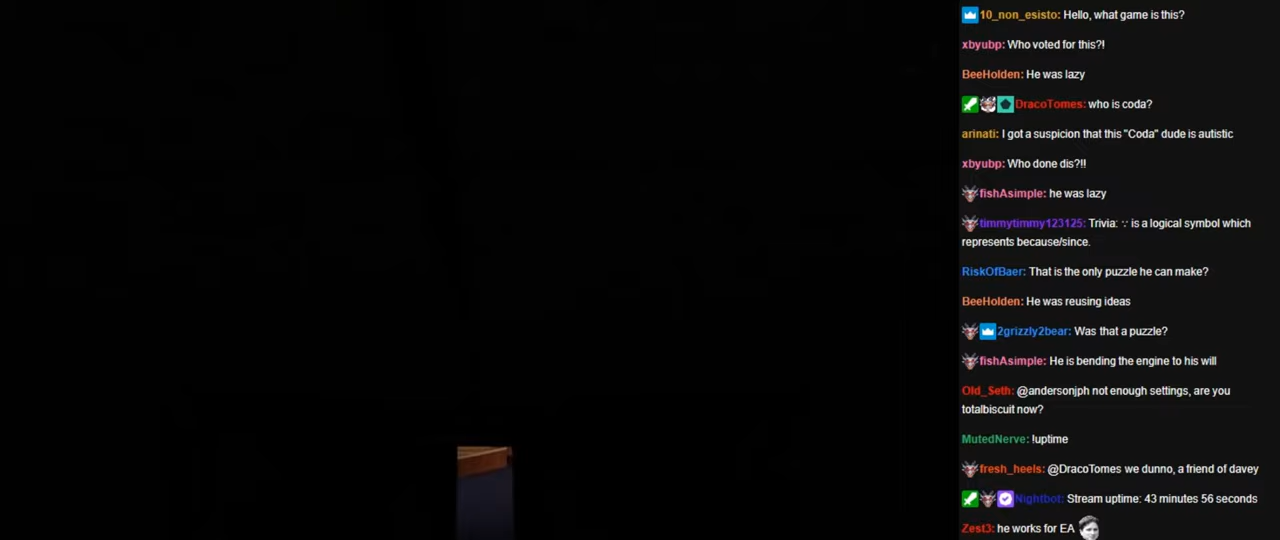 10_non_esisto: Hello, what game is this?
xbyubp: Who voted for this?!
BeeHolden: He was lazy
DracoTomes: who is coda?
arinati: I got a suspicion that this "Coda" dude is autistic
xbyubp: Who done dis?!!
fishAsimple: he was lazy
timmytimmy123125: Trivia: ∵ is a logical symbol which
represents because/since.
RiskOfBaer: That is the only puzzle he can make?
BeeHolden: He was reusing ideas
2grizzly2bear: Was that a puzzle?
fishAsimple: He is bending the engine to his will
Old_Seth: @andersonjph not enough settings, are you
totalbiscuit now?
MutedNerve: !uptime
fresh_heels: @DracoTomes we dunno, a friend of davey
Nightbot: Stream uptime: 43 minutes 56 seconds
Zest3: he works for EA